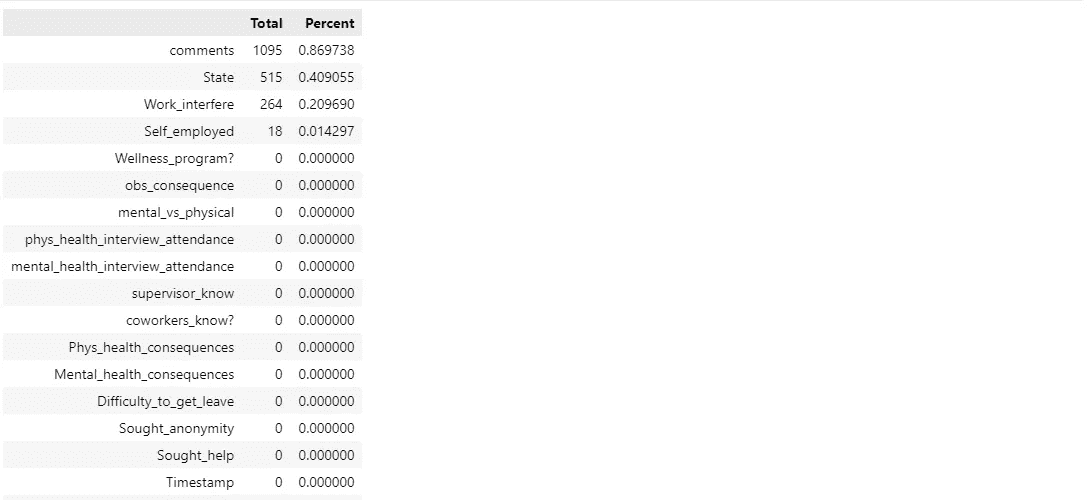 Total Percent
comments 1095 0.869738
State 515 0.409055
Work_interfere 264 0.209690
Self_employed 18 0.014297
Wellness_program? 0 0.000000
obs_consequence 0 0.000000
mental_vs_physical 0 0.000000
phys_health_interview_attendance 0 0.000000
mental_health_interview_attendance 0 0.000000
supervisor_know 0 0.000000
coworkers_know? 0 0.000000
Phys_health_consequences 0 0.000000
Mental_health_consequences 0 0.000000
Difficulty_to_get_leave 0 0.000000
Sought_anonymity 0 0.000000
Sought_help 0 0.000000
Timestamp 0 0.000000